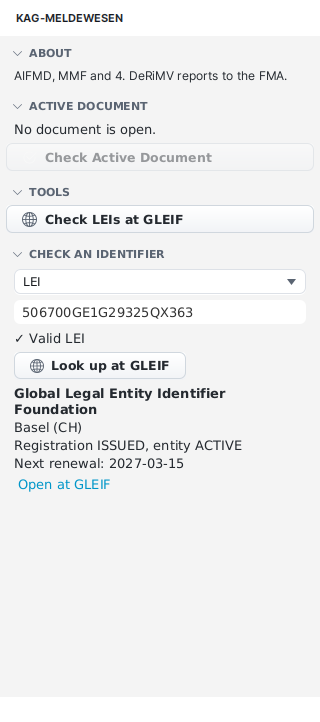 KAG-MELDEWESEN
ABOUT
AIFMD, MMF and 4. DeRiMV reports to the FMA.
ACTIVE DOCUMENT
No document is open.
Check Active Document
TOOLS
Check LEIs at GLEIF
CHECK AN IDENTIFIER
LEI
506700GE1G29325QX363
✓ Valid LEI
Look up at GLEIF
Global Legal Entity Identifier
Foundation
Basel (CH)
Registration ISSUED, entity ACTIVE
Next renewal: 2027-03-15
Open at GLEIF